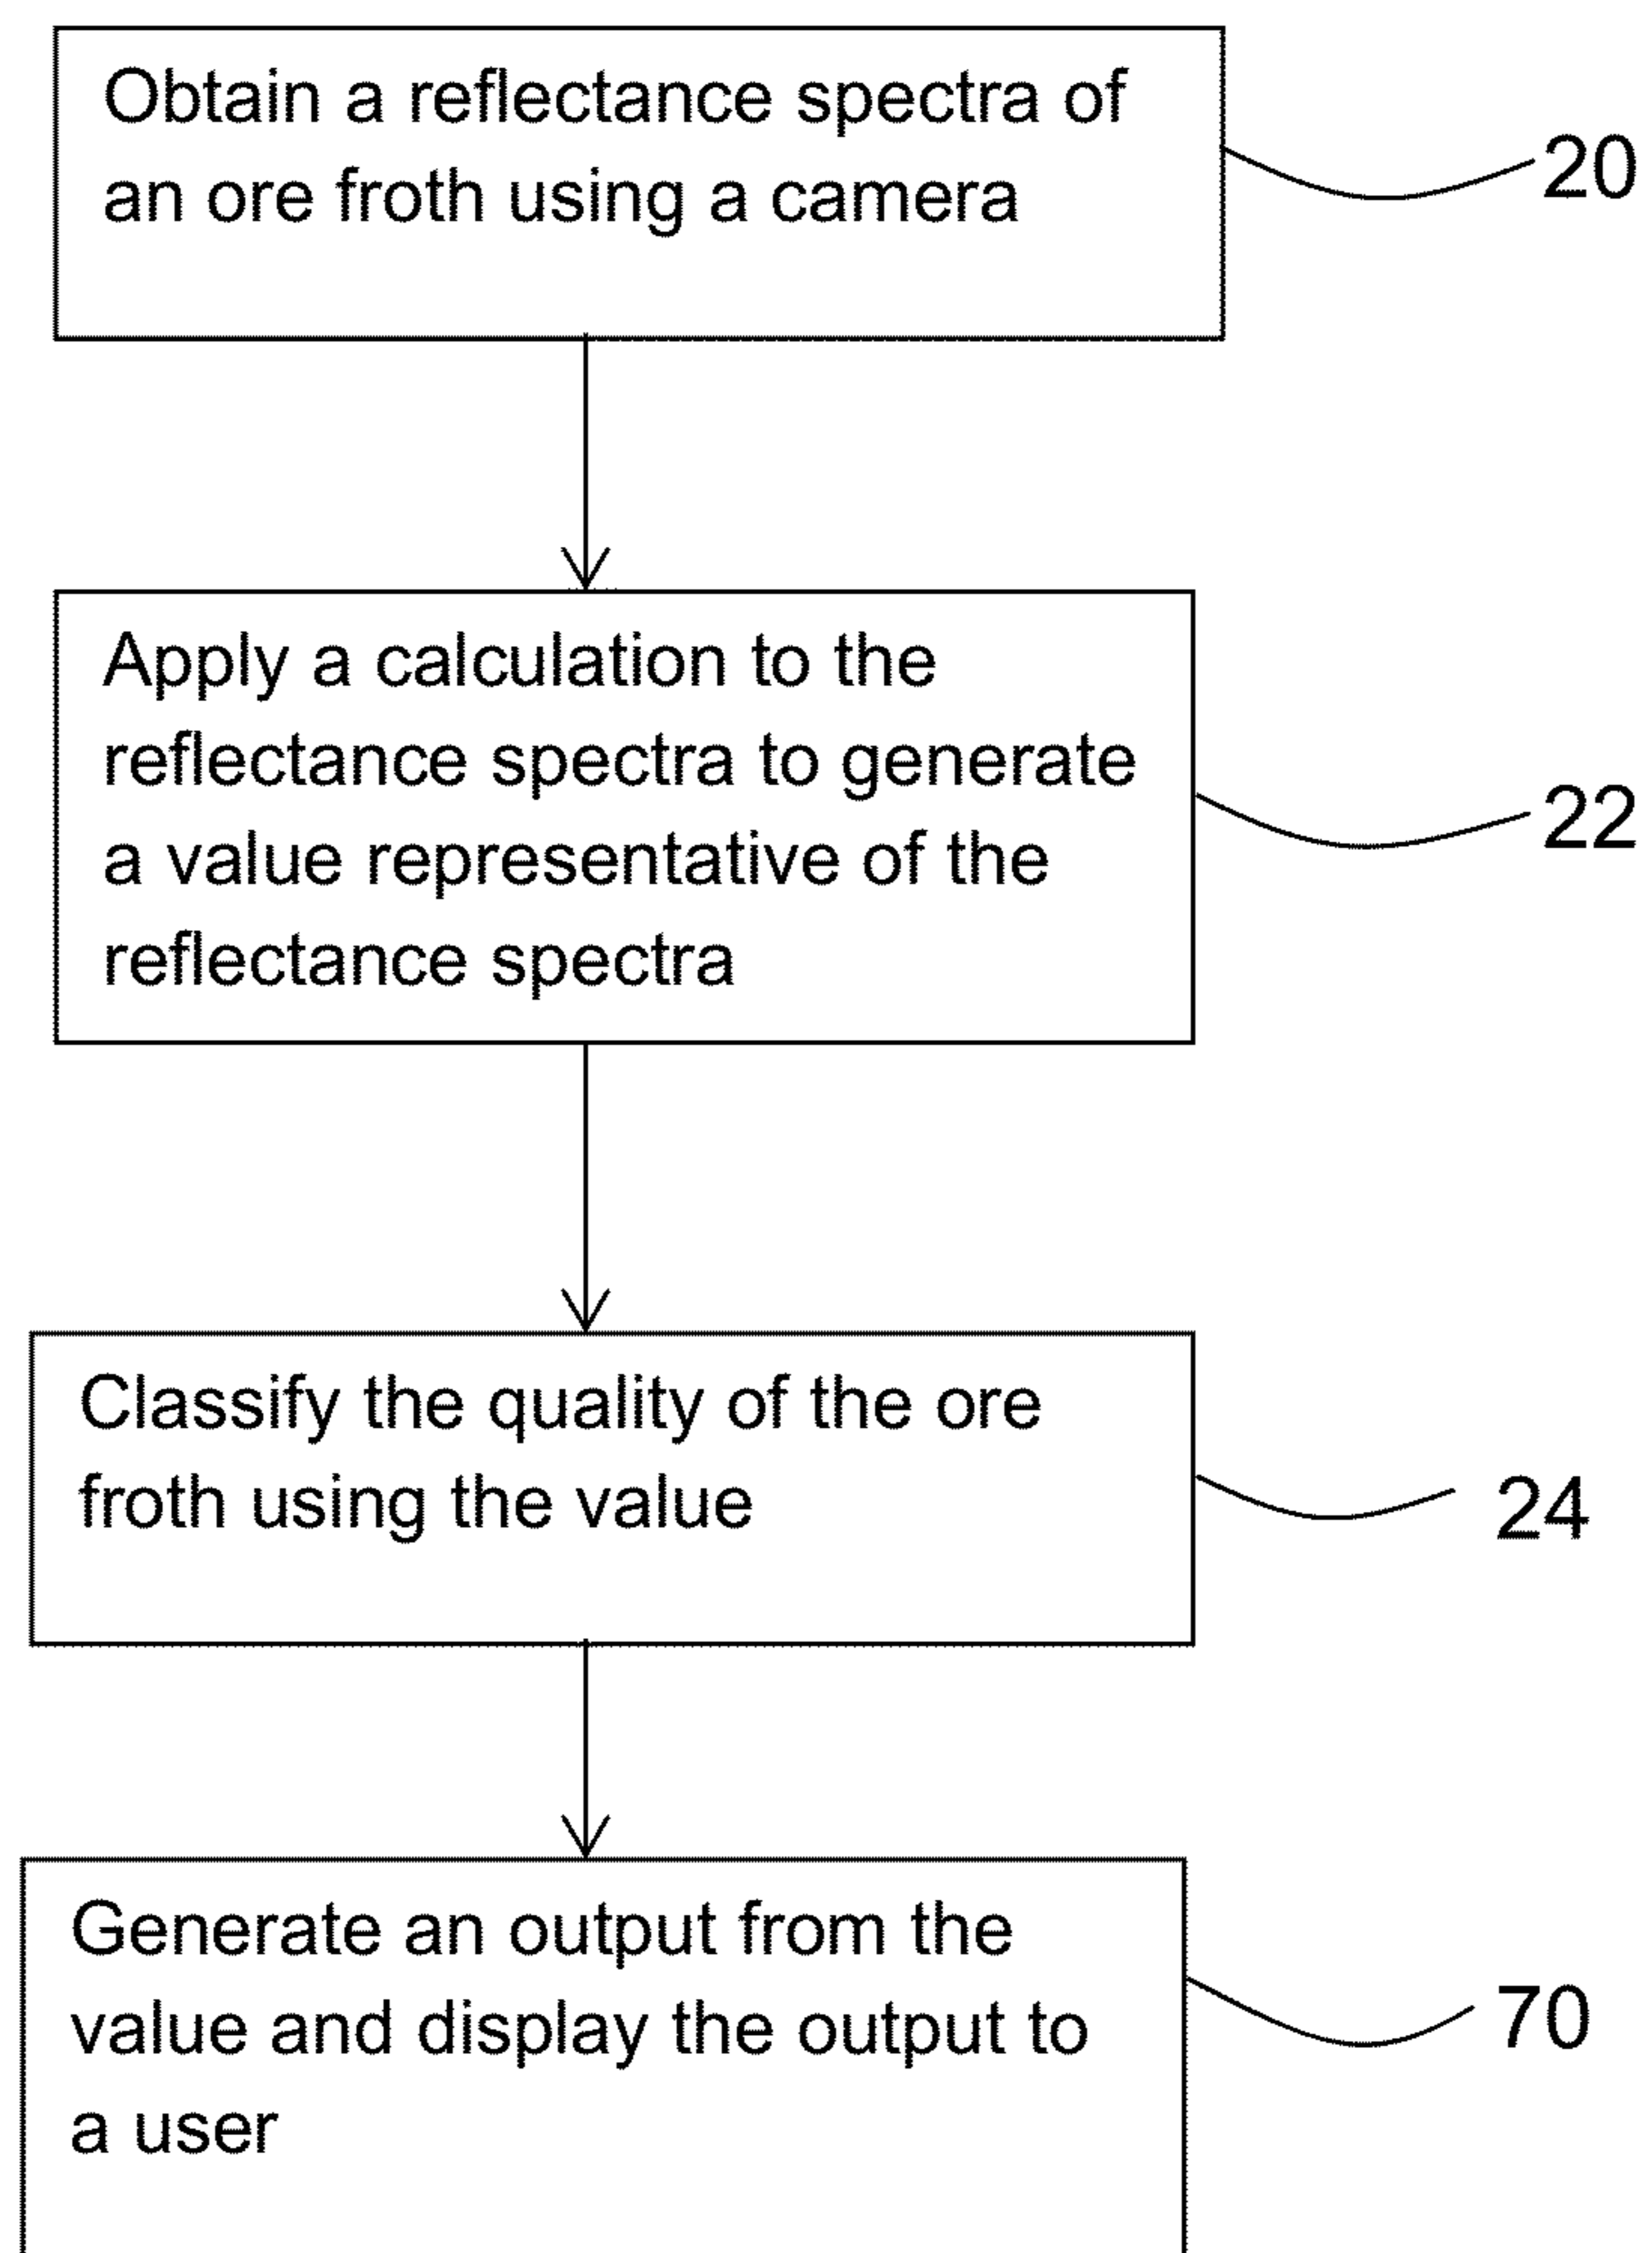 Obtain a reflectance spectra of
an ore froth using a camera
20
Apply a calculation to the
reflectance spectra to generate
a value representative of the
reflectance spectra
22
Classify the quality of the ore
froth using the value
24
Generate an output from the
value and display the output to
a user
70